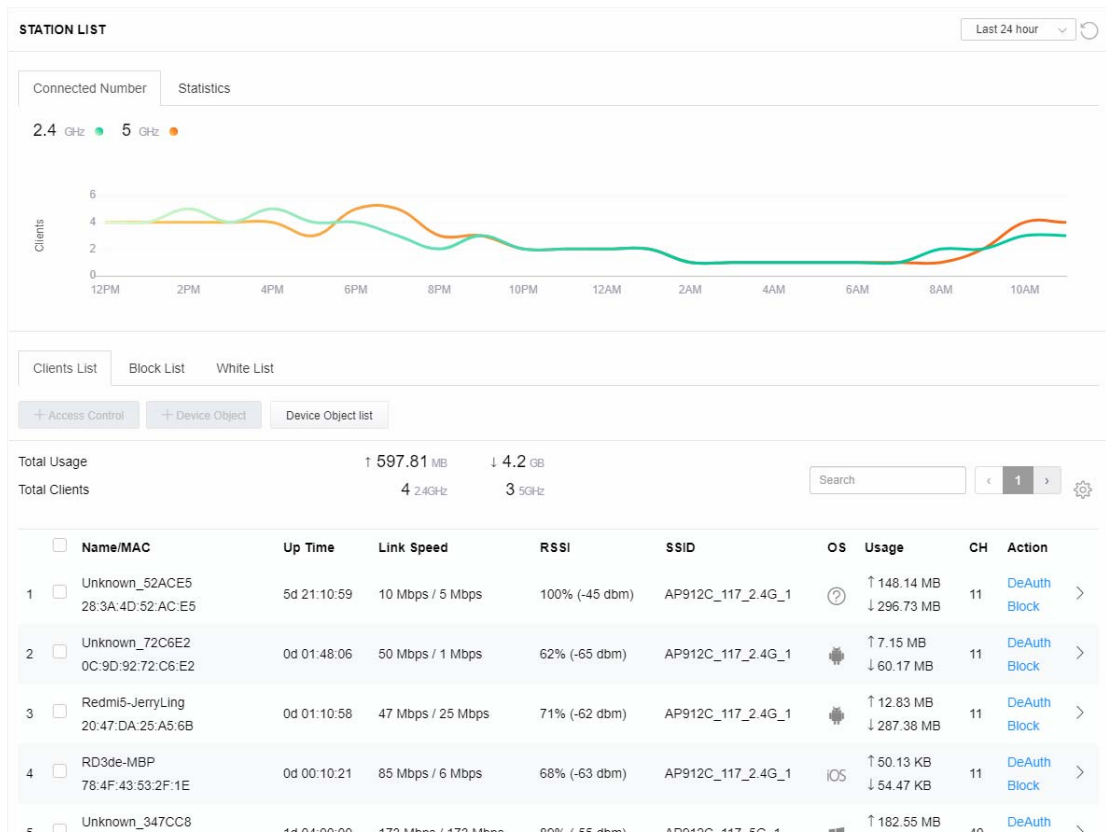 STATION LIST
Last 24 hour
Connected Number Statistics
2.4 GHz 5 GHz
Clients
6
4
2
0
12PM 2PM 4PM 6PM 8PM 10PM 12AM 2AM 4AM 6AM 8AM 10AM
Clients List Block List White List
+ Access Control + Device Object Device Object list
Total Usage ↑ 597.81 MB ↓ 4.2 GB
Total Clients 4 2.4GHz 3 5GHz
Search ‹ 1 ›
Name/MAC Up Time Link Speed RSSI SSID OS Usage CH Action
1 Unknown_52ACE5 5d 21:10:59 10 Mbps / 5 Mbps 100% (-45 dbm) AP912C_117_2.4G_1 ? ↑ 148.14 MB 11 DeAuth
28:3A:4D:52:AC:E5 ↓ 296.73 MB Block
2 Unknown_72C6E2 0d 01:48:06 50 Mbps / 1 Mbps 62% (-65 dbm) AP912C_117_2.4G_1 ↑ 7.15 MB 11 DeAuth
0C:9D:92:72:C6:E2 ↓ 60.17 MB Block
3 Redmi5-JerryLing 0d 01:10:58 47 Mbps / 25 Mbps 71% (-62 dbm) AP912C_117_2.4G_1 ↑ 12.83 MB 11 DeAuth
20:47:DA:25:A5:6B ↓ 287.38 MB Block
4 RD3de-MBP 0d 00:10:21 85 Mbps / 6 Mbps 68% (-63 dbm) AP912C_117_2.4G_1 iOS ↑ 50.13 KB 11 DeAuth
78:4F:43:53:2F:1E ↓ 54.47 KB Block
Unknown_347CC8 ↑ 182.55 MB DeAuth